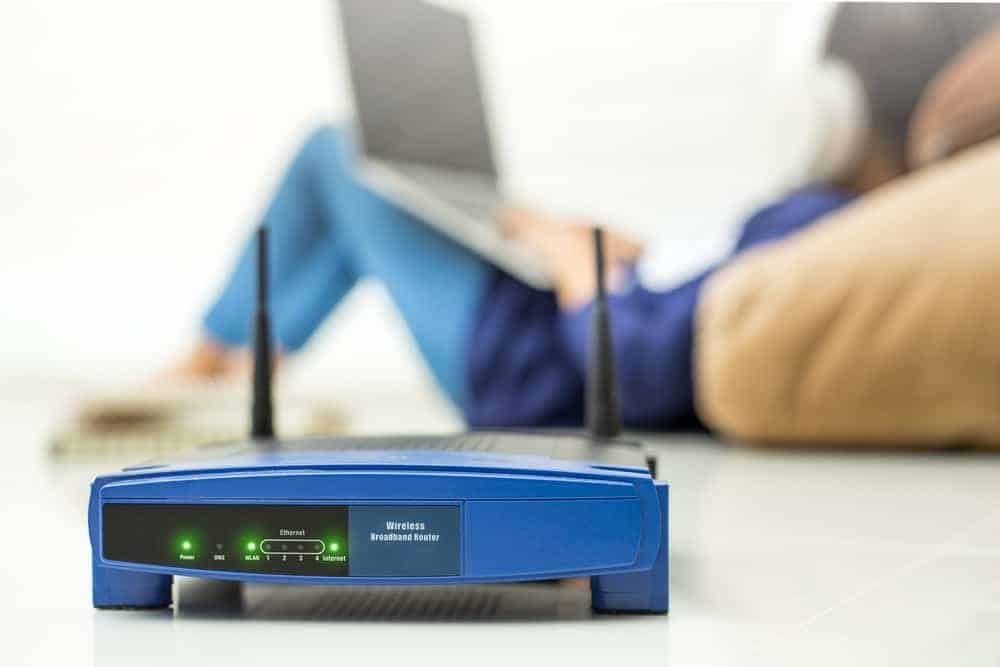 Wireless
Broadband Router
Ethernet
Power DMZ WLAN 1 2 3 4 Internet